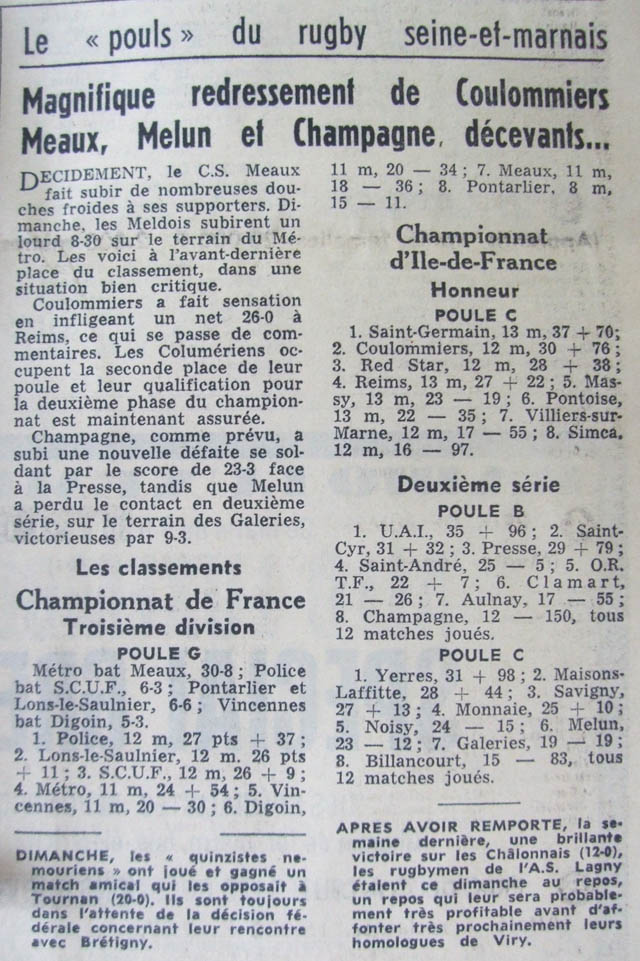 Le « pouls » du rugby seine-et-marnais
Magnifique redressement de Coulommiers
Meaux, Melun et Champagne, décevants...
DECIDEMENT, le C.S. Meaux
fait subir de nombreuses dou-
ches froides à ses supporters. Di-
manche, les Meldois subirent un
lourd 8-30 sur le terrain du Mé-
tro. Les voici à l'avant-dernière
place du classement, dans une
situation bien critique.
Coulommiers a fait sensation
en infligeant un net 26-0 à
Reims, ce qui se passe de com-
mentaires. Les Columériens oc-
cupent la seconde place de leur
poule et leur qualification pour
la deuxième phase du champion-
nat est maintenant assurée.
Champagne, comme prévu, a
subi une nouvelle défaite se sol-
dant par le score de 23-3 face
à la Presse, tandis que Melun
a perdu le contact en deuxième
série, sur le terrain des Galeries,
victorieuses par 9-3.
Les classements
Championnat de France
Troisième division
POULE G
Métro bat Meaux, 30-8 ; Police
bat S.C.U.F., 6-3 ; Pontarlier et
Lons-le-Saulnier, 6-6 ; Vincennes
bat Digoin, 5-3.
1. Police, 12 m, 27 pts + 37 ;
2. Lons-le-Saulnier, 12 m. 26 pts
+ 11 ; 3. S.C.U.F., 12 m, 26 + 9 ;
4. Métro, 11 m, 24 + 54 ; 5. Vin-
cennes, 11 m, 20 — 30 ; 6. Digoin,
11 m, 20 — 34 ; 7. Meaux, 11 m,
18 — 36 ; 8. Pontarlier, 8 m,
15 — 11.
Championnat
d'Ile-de-France
Honneur
POULE C
1. Saint-Germain, 13 m, 37 + 70 ;
2. Coulommiers, 12 m, 30 + 76 ;
3. Red Star, 12 m, 28 + 38 ;
4. Reims, 13 m, 27 + 22 ; 5. Mas-
sy, 13 m, 23 — 19 ; 6. Pontoise,
13 m, 22 — 35 ; 7. Villiers-sur-
Marne, 12 m, 17 — 55 ; 8. Simca,
12 m, 16 — 97.
Deuxième série
POULE B
1. U.A.I., 35 + 96 ; 2. Saint-
Cyr, 31 + 32 ; 3. Presse, 29 + 79 ;
4. Saint-André, 25 — 5 ; 5. O.R.
T.F., 22 + 7 ; 6. Clamart,
21 — 26 ; 7. Aulnay, 17 — 55 ;
8. Champagne, 12 — 150, tous
12 matches joués.
POULE C
1. Yerres, 31 + 98 ; 2. Maisons-
Laffitte, 28 + 44 ; 3. Savigny,
27 + 13 ; 4. Monnaie, 25 + 10 ;
5. Noisy, 24 — 15 ; 6. Melun,
23 — 12 ; 7. Galeries, 19 — 19 ;
8. Billancourt, 15 — 83, tous
12 matches joués.
DIMANCHE, les « quinzistes ne-
mouriens » ont joué et gagné un
match amical qui les opposait à
Tournan (20-0). Ils sont toujours
dans l'attente de la décision fé-
dérale concernant leur rencontre
avec Brétigny.
APRES AVOIR REMPORTE, la se-
maine dernière, une brillante
victoire sur les Châlonnais (12-0),
les rugbymen de l'A.S. Lagny
étaient ce dimanche au repos,
un repos qui leur sera probable-
ment très profitable avant d'af-
fonter très prochainement leurs
homologues de Viry.